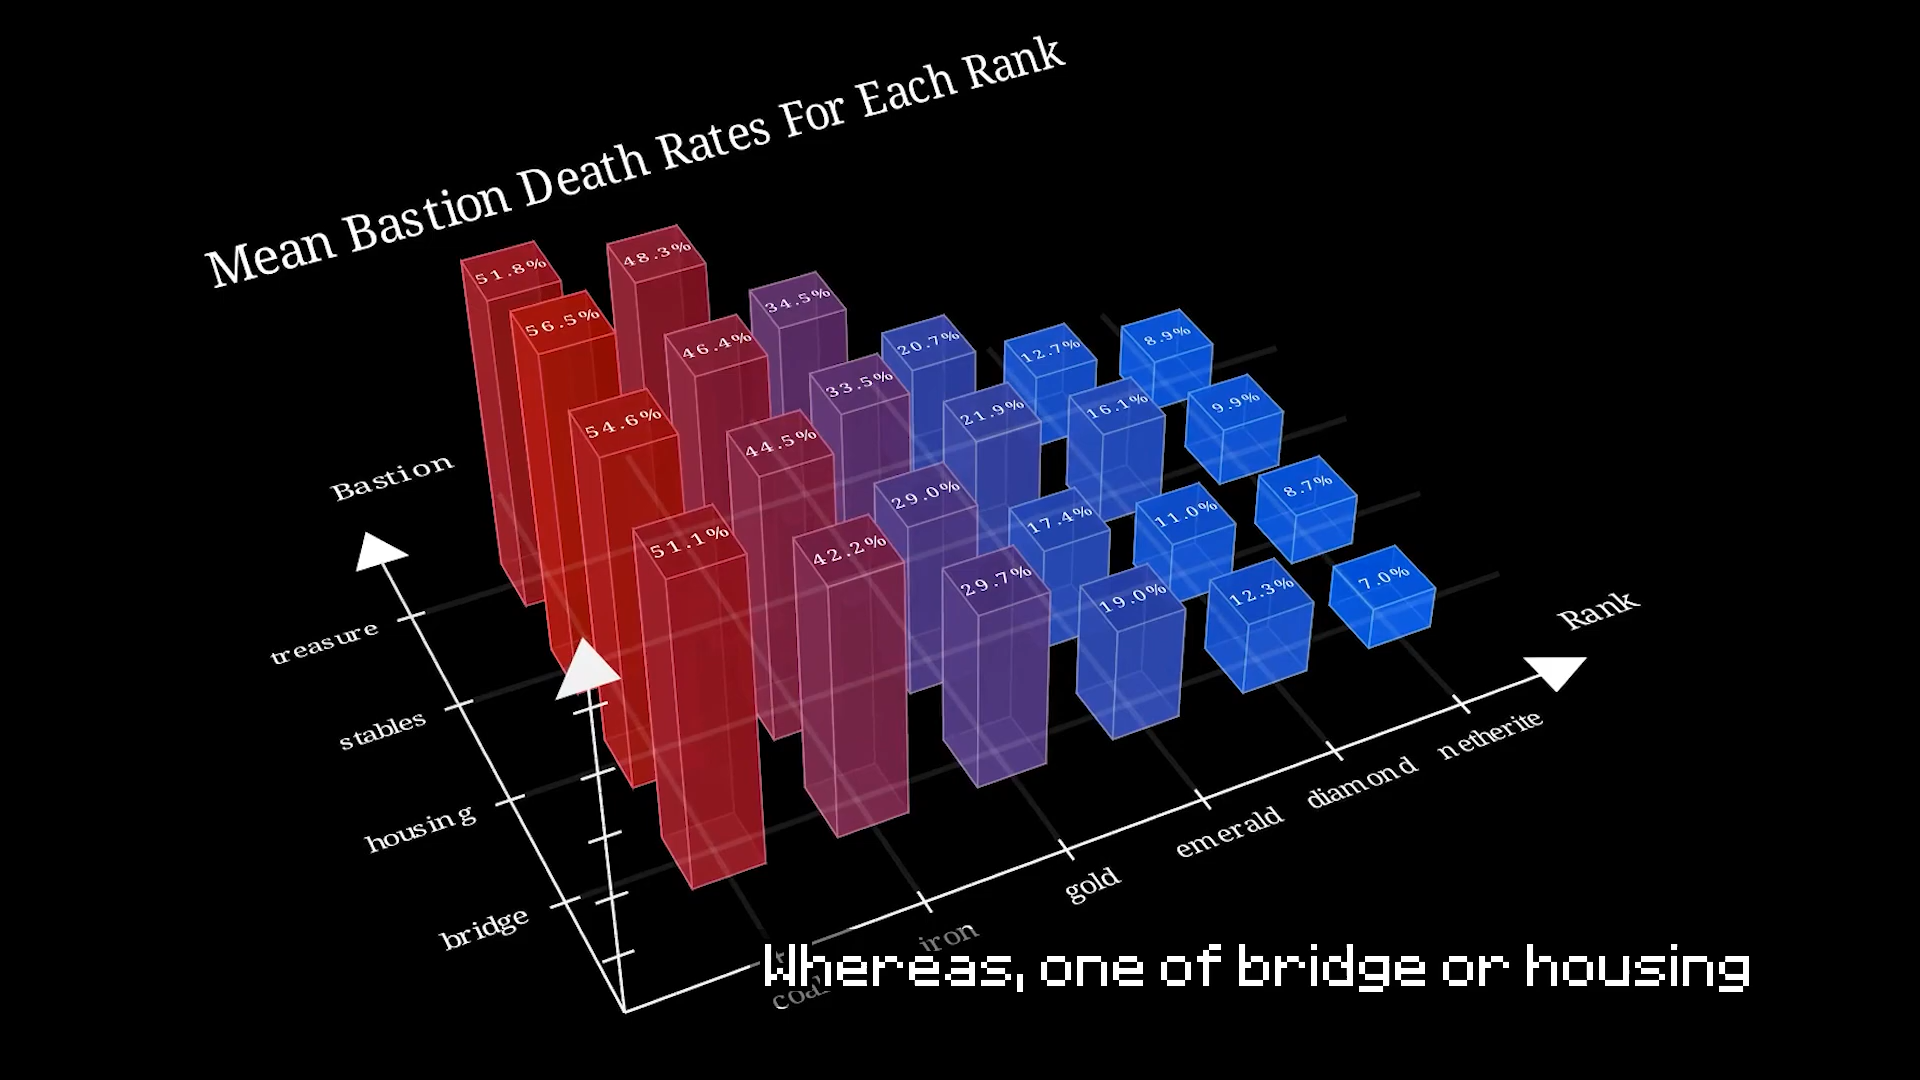 Mean Bastion Death Rates For Each Rank
51.8% 48.3% 34.5% 20.7% 12.7% 8.9%
56.5% 46.4% 33.5% 21.9% 16.1% 9.9%
54.6% 44.5% 29.0% 17.4% 11.0% 8.7%
51.1% 42.2% 29.7% 19.0% 12.3% 7.0%
Bastion
treasure
stables
housing
bridge
Rank
netherite
diamond
emerald
gold
iron
Whereas, one of bridge or housing